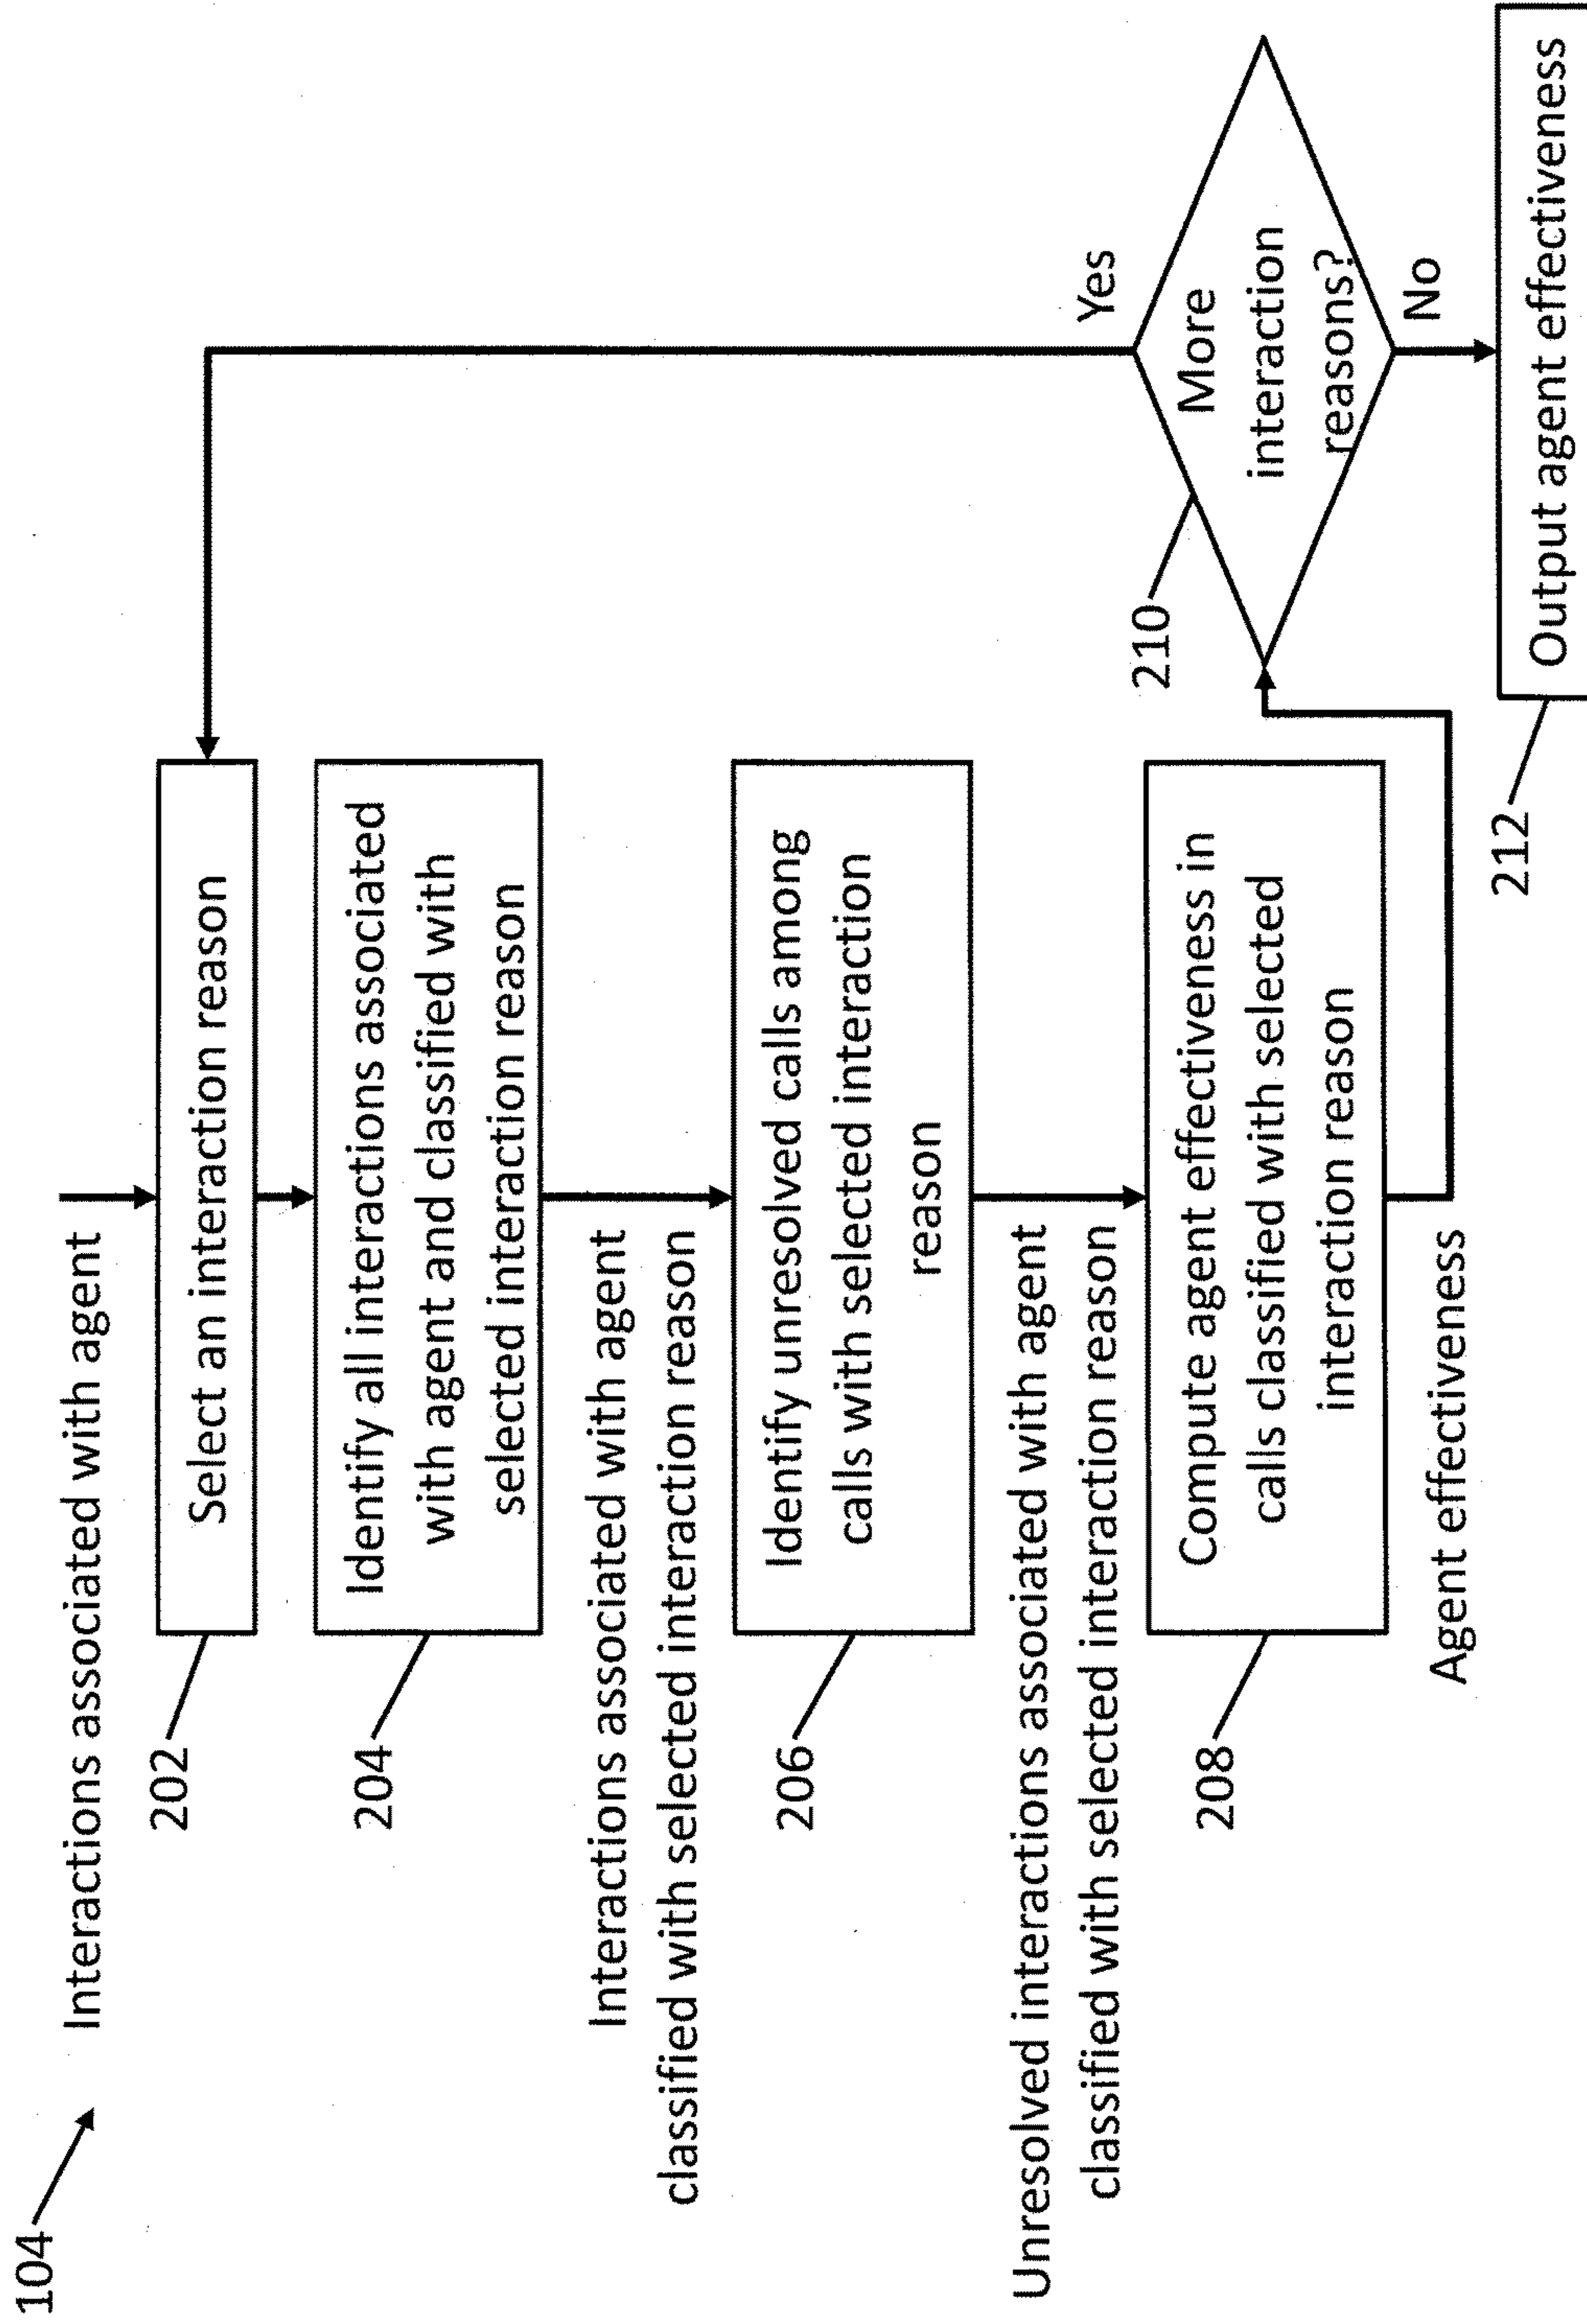 104
Interactions associated with agent
202
Select an interaction reason
204
Identify all interactions associated
with agent and classified with
selected interaction reason
Interactions associated with agent
classified with selected interaction reason
206
Identify unresolved calls among
calls with selected interaction
reason
Unresolved interactions associated with agent
classified with selected interaction reason
208
Compute agent effectiveness in
calls classified with selected
interaction reason
Agent effectiveness
210
More
interaction
reasons?
Yes
No
212
Output agent effectiveness